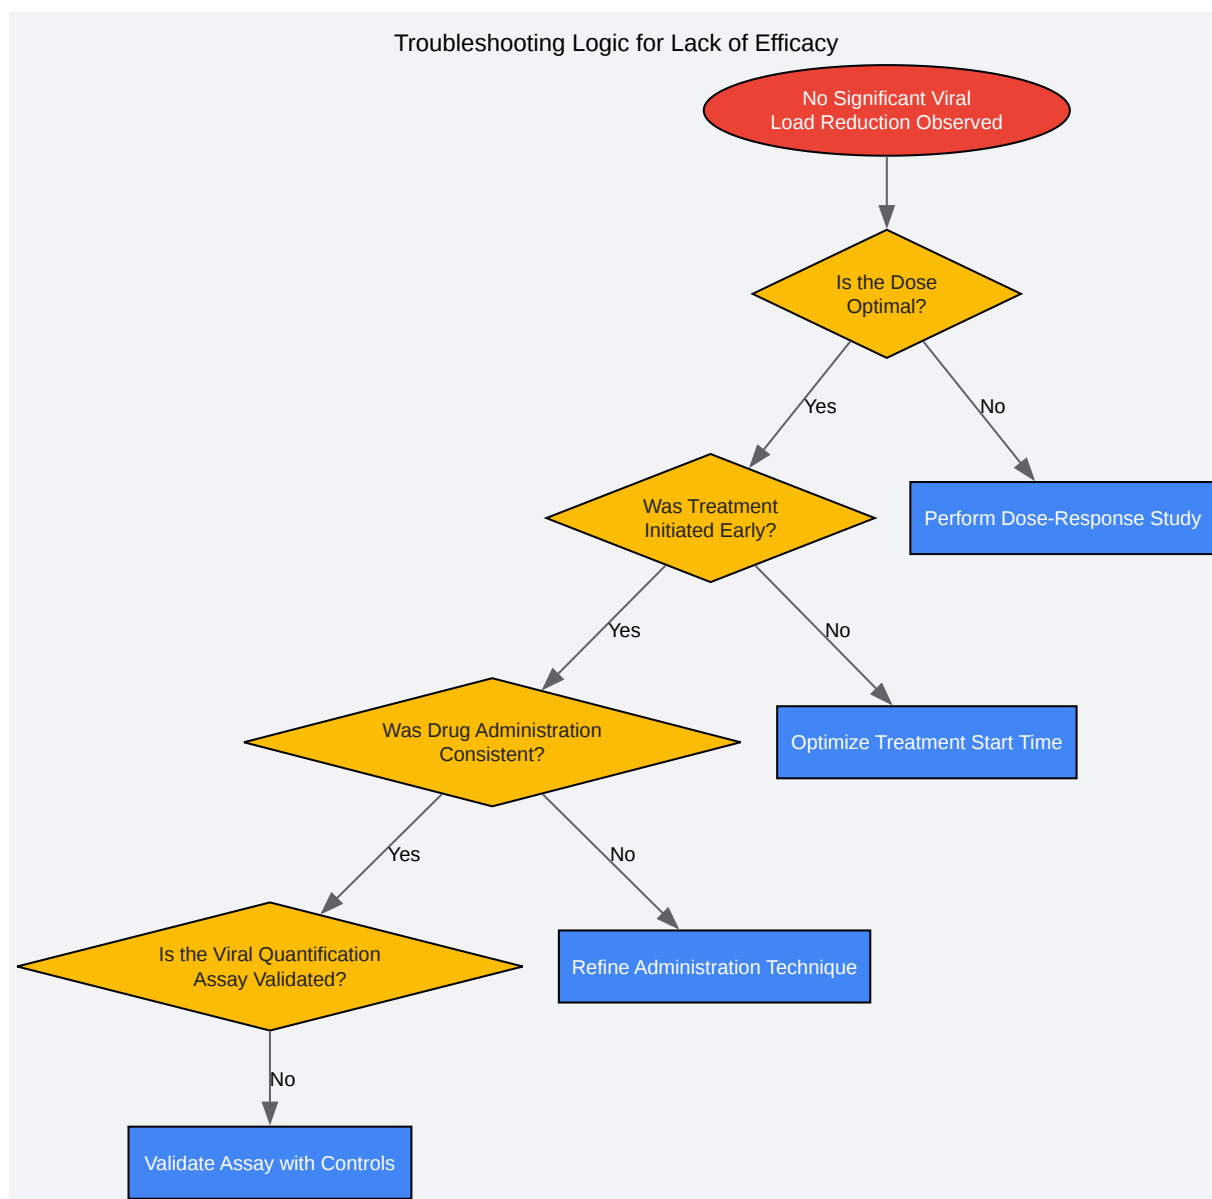 Troubleshooting Logic for Lack of Efficacy
No Significant Viral
Load Reduction Observed
Is the Dose
Optimal?
Yes
No
Was Treatment
Initiated Early?
Perform Dose-Response Study
Yes
No
Was Drug Administration
Consistent?
Optimize Treatment Start Time
Yes
No
Is the Viral Quantification
Assay Validated?
Refine Administration Technique
No
Validate Assay with Controls